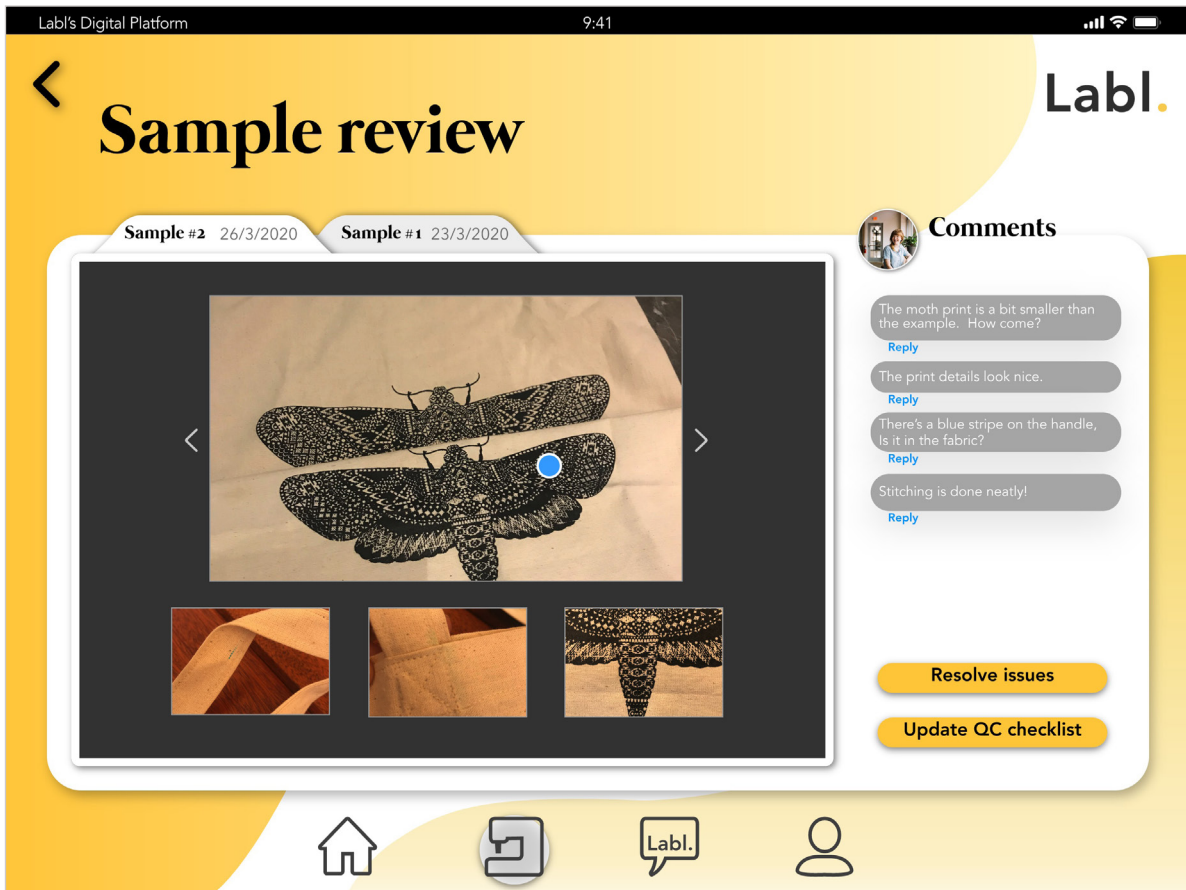 Labl's Digital Platform
9:41
Labl.
Sample review
Sample #2 26/3/2020
Sample #1 23/3/2020
Comments
The moth print is a bit smaller than
the example.  How come?
Reply
The print details look nice.
Reply
There's a blue stripe on the handle,
Is it in the fabric?
Reply
Stitching is done neatly!
Reply
Resolve issues
Update QC checklist
Labl.